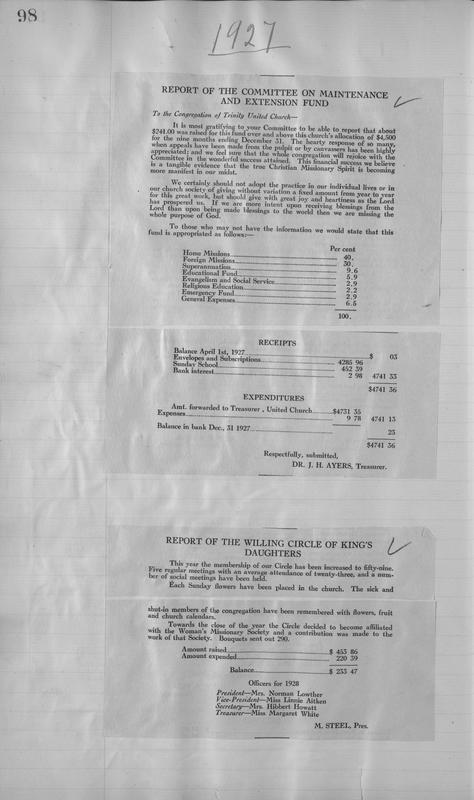 98
1927
REPORT OF THE COMMITTEE ON MAINTENANCE
AND EXTENSION FUND
To the Congregation of Trinity United Church—
It is most gratifying to your Committee to be able to report that about
$241.00 was raised for this fund over and above this church's allocation of $4,500
for the nine months ending December 31. The hearty response of so many,
when appeals have been made from the pulpit or by canvassers has been highly
appreciated; and we feel sure that the whole congregation will rejoice with the
Committee in the wonderful success attained. This financial success we believe
is a tangible evidence that the true Christian Missionary Spirit is becoming
more manifest in our midst.
We certainly should not adopt the practice in our individual lives or in
our church society of giving without variation a fixed amount from year to year
for this great work, but should give with great joy and heartiness as the Lord
has prospered us. If we are more intent upon receiving blessings from the
Lord than upon being made blessings to the world then we are missing the
whole purpose of God.
To those who may not have the information we would state that this
fund is appropriated as follows:—
Per cent
Home Missions 40.
Foreign Missions 30.
Superannuation 9.6
Educational Fund 5.9
Evangelism and Social Service 2.9
Religious Education 2.2
Emergency Fund 2.9
General Expenses 6.5
100.
RECEIPTS
Balance April 1st, 1927 $ 03
Envelopes and Subscriptions 4285 96
Sunday School 452 39
Bank interest 2 98 4741 33
$4741 36
EXPENDITURES
Amt. forwarded to Treasurer, United Church $4731 35
Expenses 9 78 4741 13
Balance in bank Dec., 31 1927 23
$4741 36
Respectfully, submitted,
DR. J. H. AYERS, Treasurer.
REPORT OF THE WILLING CIRCLE OF KING'S
DAUGHTERS
This year the membership of our Circle has been increased to fifty-nine.
Five regular meetings with an average attendance of twenty-three, and a num-
ber of social meetings have been held.
Each Sunday flowers have been placed in the church. The sick and
shut-in members of the congregation have been remembered with flowers, fruit
and church calendars.
Towards the close of the year the Circle decided to become affiliated
with the Woman's Missionary Society and a contribution was made to the
work of that Society. Bouquets sent out 290.
Amount raised $ 453 86
Amount expended 220 39
Balance $ 233 47
Officers for 1928
President—Mrs. Norman Lowther
Vice-President—Miss Linnie Aitken
Secretary—Mrs. Hibbert Howatt
Treasurer—Miss Margaret White
M. STEEL, Pres.